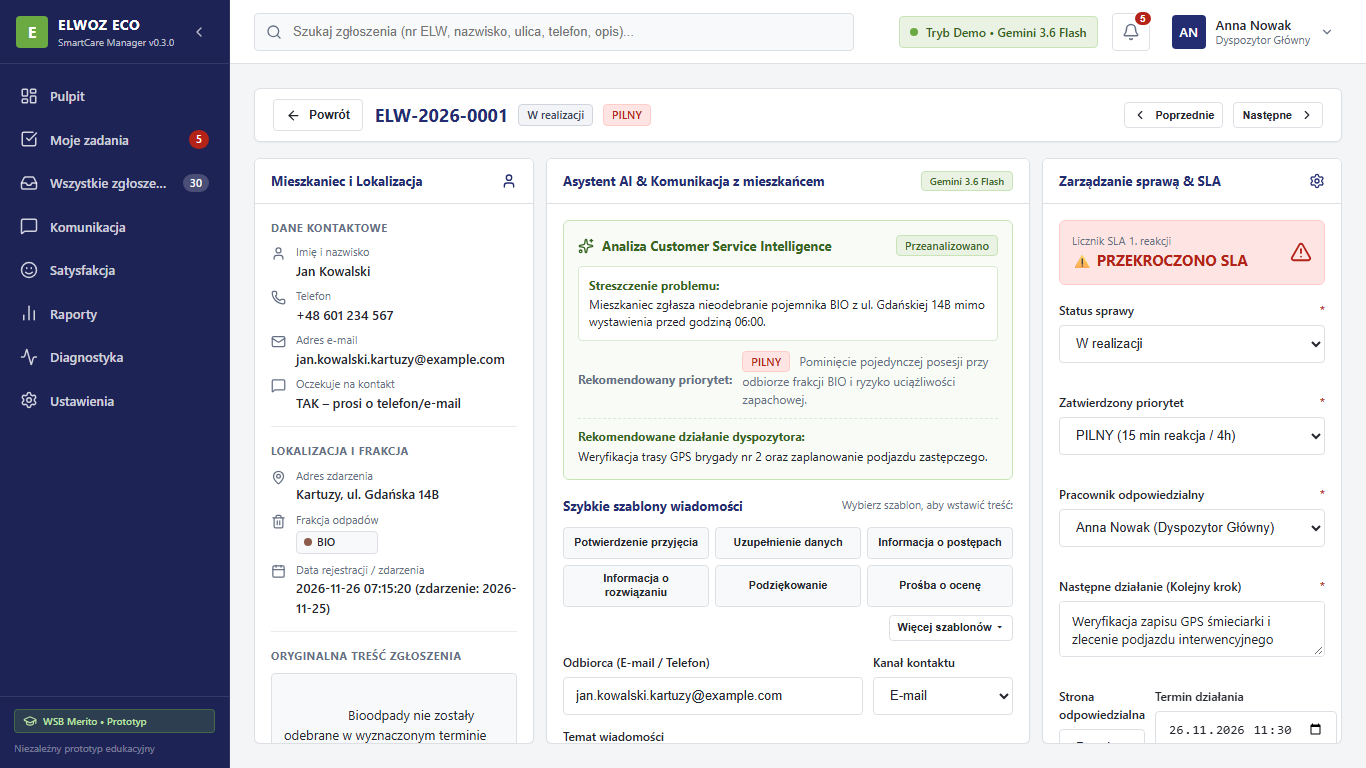 E
ELWOZ ECO
SmartCare Manager v0.3.0
Pulpit
Moje zadania
5
Wszystkie zgłosze...
30
Komunikacja
Satysfakcja
Raporty
Diagnostyka
Ustawienia
WSB Merito • Prototyp
Niezależny prototyp edukacyjny
Szukaj zgłoszenia (nr ELW, nazwisko, ulica, telefon, opis)...
Tryb Demo • Gemini 3.6 Flash
5
AN
Anna Nowak
Dyspozytor Główny
Powrót
ELW-2026-0001
W realizacji
PILNY
Poprzednie
Następne
Mieszkaniec i Lokalizacja
DANE KONTAKTOWE
Imię i nazwisko
Jan Kowalski
Telefon
+48 601 234 567
Adres e-mail
jan.kowalski.kartuzy@example.com
Oczekuje na kontakt
TAK – prosi o telefon/e-mail
LOKALIZACJA I FRAKCJA
Adres zdarzenia
Kartuzy, ul. Gdańska 14B
Frakcja odpadów
BIO
Data rejestracji / zdarzenia
2026-11-26 07:15:20 (zdarzenie: 2026-
11-25)
ORYGINALNA TREŚĆ ZGŁOSZENIA
Bioodpady nie zostały
odebrane w wyznaczonym terminie
Asystent AI & Komunikacja z mieszkańcem
Gemini 3.6 Flash
Analiza Customer Service Intelligence
Przeanalizowano
Streszczenie problemu:
Mieszkaniec zgłasza nieodebranie pojemnika BIO z ul. Gdańskiej 14B mimo
wystawienia przed godziną 06:00.
Rekomendowany priorytet:
PILNY Pominięcie pojedynczej posesji przy
odbiorze frakcji BIO i ryzyko uciążliwości
zapachowej.
Rekomendowane działanie dyspozytora:
Weryfikacja trasy GPS brygady nr 2 oraz zaplanowanie podjazdu zastępczego.
Szybkie szablony wiadomości
Wybierz szablon, aby wstawić treść:
Potwierdzenie przyjęcia
Uzupełnienie danych
Informacja o postępach
Informacja o
rozwiązaniu
Podziękowanie
Prośba o ocenę
Więcej szablonów
Odbiorca (E-mail / Telefon)
jan.kowalski.kartuzy@example.com
Kanał kontaktu
E-mail
Temat wiadomości
Zarządzanie sprawą & SLA
Licznik SLA 1. reakcji
PRZEKROCZONO SLA
Status sprawy *
W realizacji
Zatwierdzony priorytet *
PILNY (15 min reakcja / 4h)
Pracownik odpowiedzialny *
Anna Nowak (Dyspozytor Główny)
Następne działanie (Kolejny krok) *
Weryfikacja zapisu GPS śmieciarki i
zlecenie podjazdu interwencyjnego
Strona
odpowiedzialna
Termin działania
26.11.2026 11:30